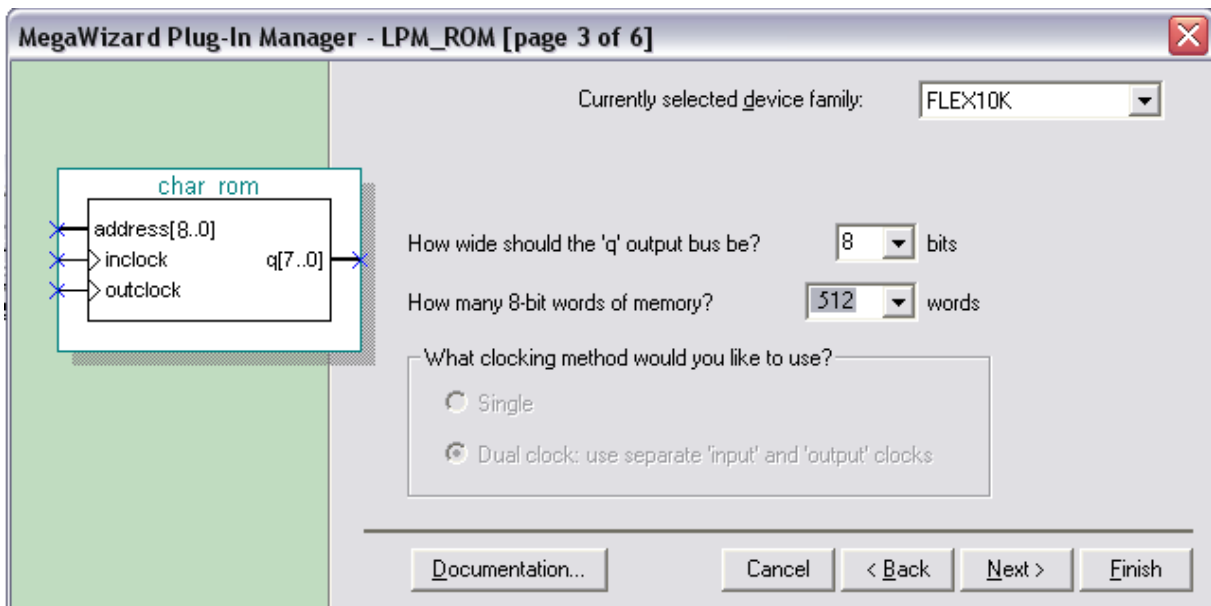 MegaWizard Plug-In Manager - LPM_ROM [page 3 of 6]
Currently selected device family:
FLEX10K
char rom
address[8..0]
inclock
q[7..0]
outclock
How wide should the 'q' output bus be?
8
bits
How many 8-bit words of memory?
512
words
What clocking method would you like to use?
Single
Dual clock: use separate 'input' and 'output' clocks
Documentation...
Cancel
< Back
Next >
Finish